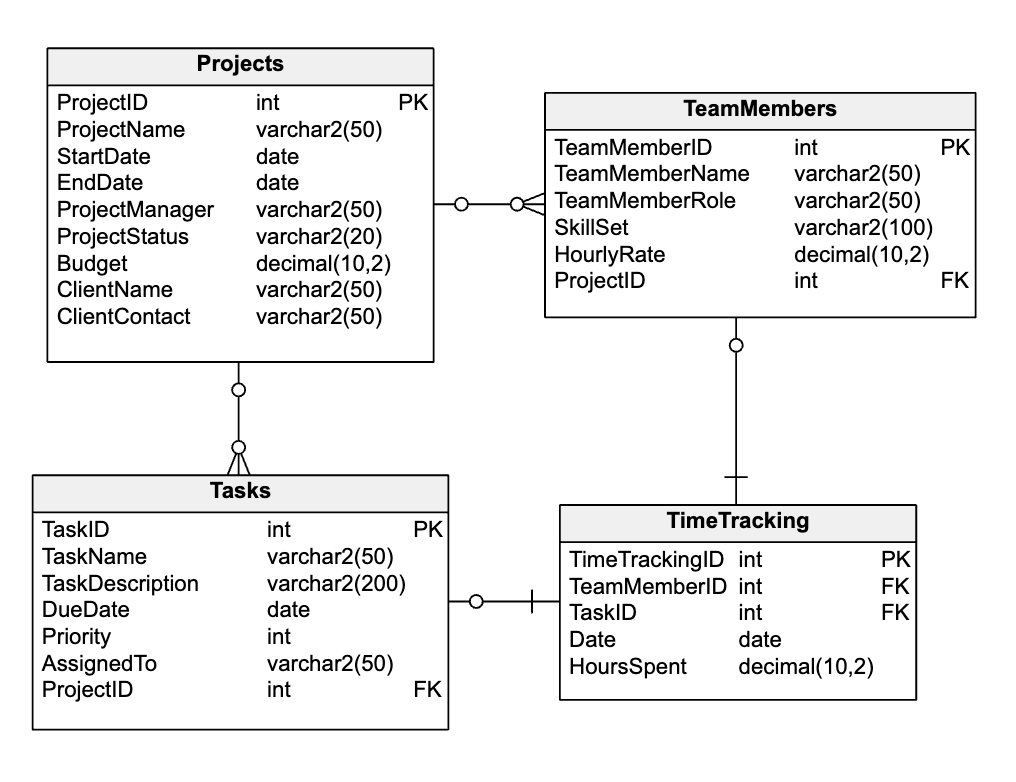 Projects
ProjectID int PK
ProjectName varchar2(50)
StartDate date
EndDate date
ProjectManager varchar2(50)
ProjectStatus varchar2(20)
Budget decimal(10,2)
ClientName varchar2(50)
ClientContact varchar2(50)
TeamMembers
TeamMemberID int PK
TeamMemberName varchar2(50)
TeamMemberRole varchar2(50)
SkillSet varchar2(100)
HourlyRate decimal(10,2)
ProjectID int FK
Tasks
TaskID int PK
TaskName varchar2(50)
TaskDescription varchar2(200)
DueDate date
Priority int
AssignedTo varchar2(50)
ProjectID int FK
TimeTracking
TimeTrackingID int PK
TeamMemberID int FK
TaskID int FK
Date date
HoursSpent decimal(10,2)